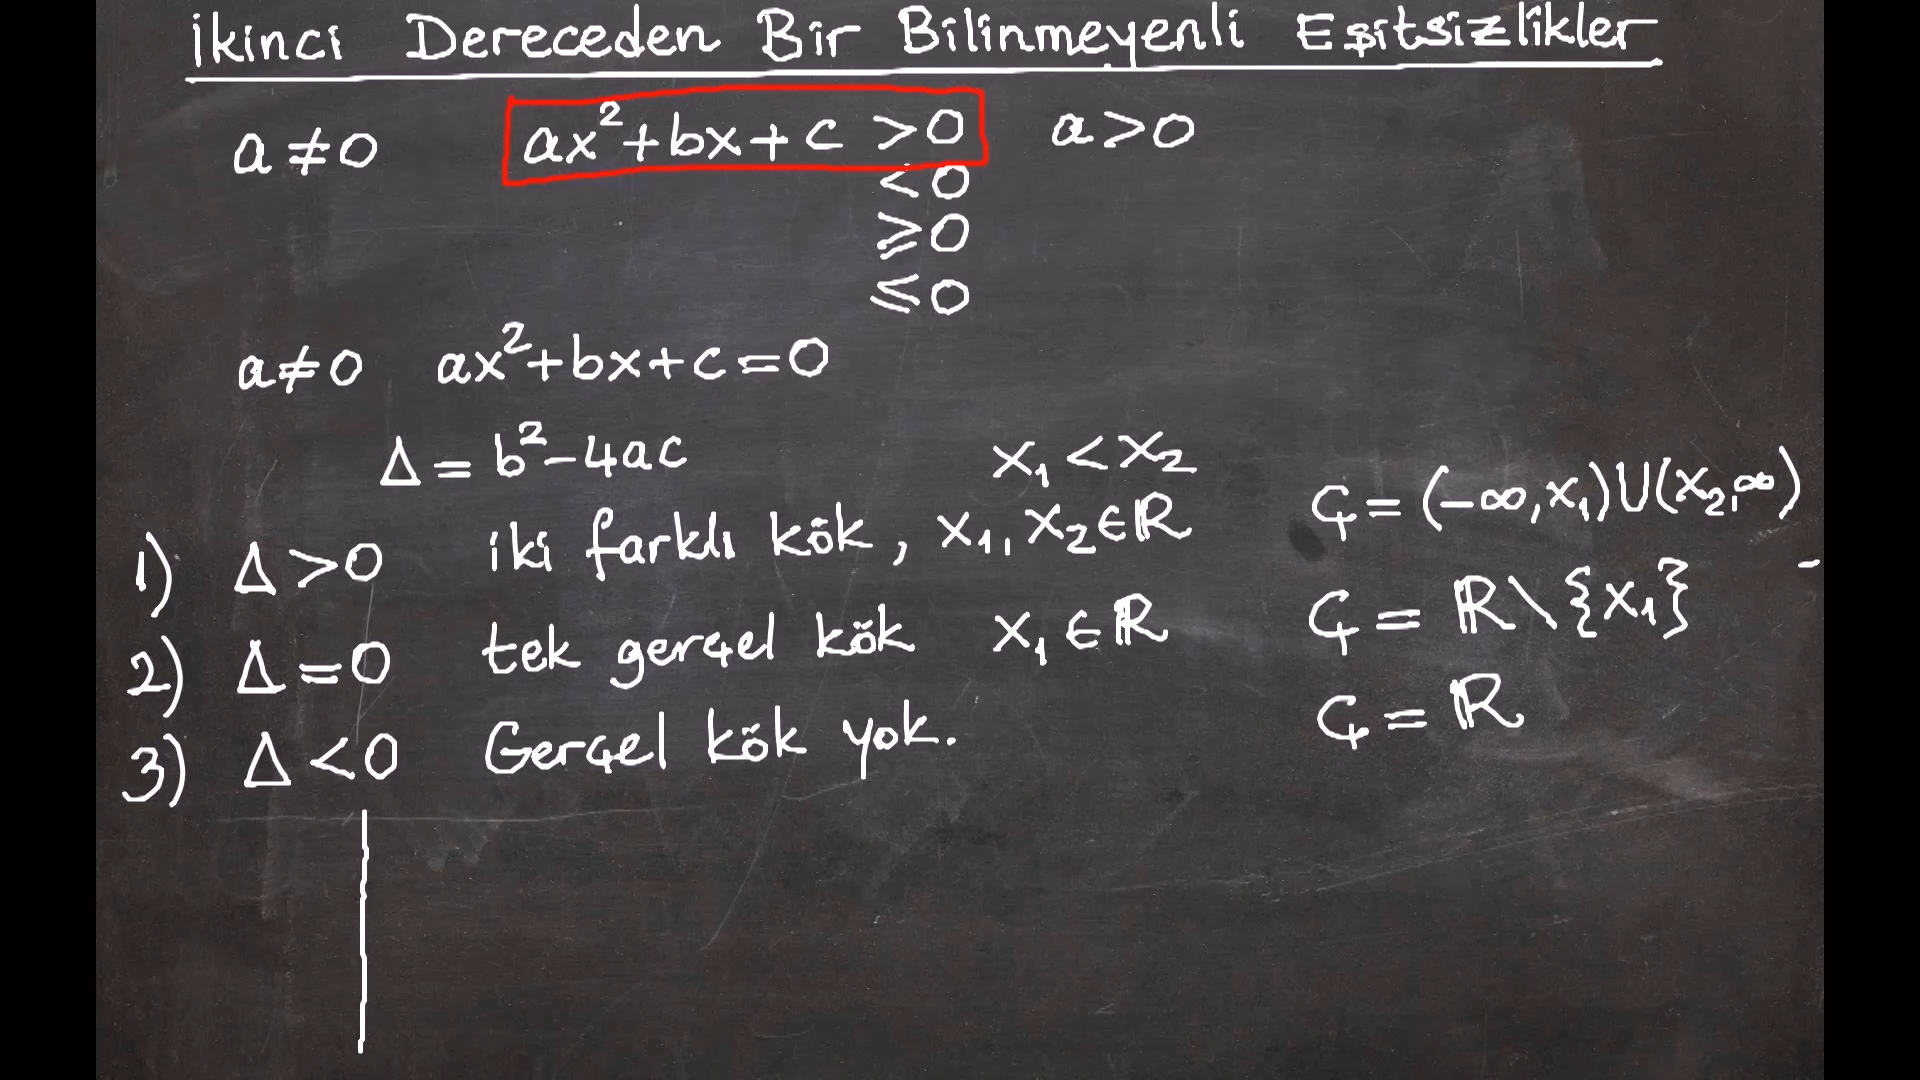 İkinci Dereceden Bir Bilinmeyenli Eşitsizlikler
a ≠ 0 ax²+bx+c >0 a>0
<0
≥0
≤0
a≠0 ax²+bx+c=0
Δ = b²-4ac x₁ < x₂
1) Δ>0 iki farklı kök, x₁, x₂ ∈ ℝ Ç = (-∞, x₁) ∪ (x₂, ∞)
2) Δ=0 tek gerçel kök x₁ ∈ ℝ Ç = ℝ \ {x₁}
3) Δ<0 Gerçel kök yok. Ç = ℝ